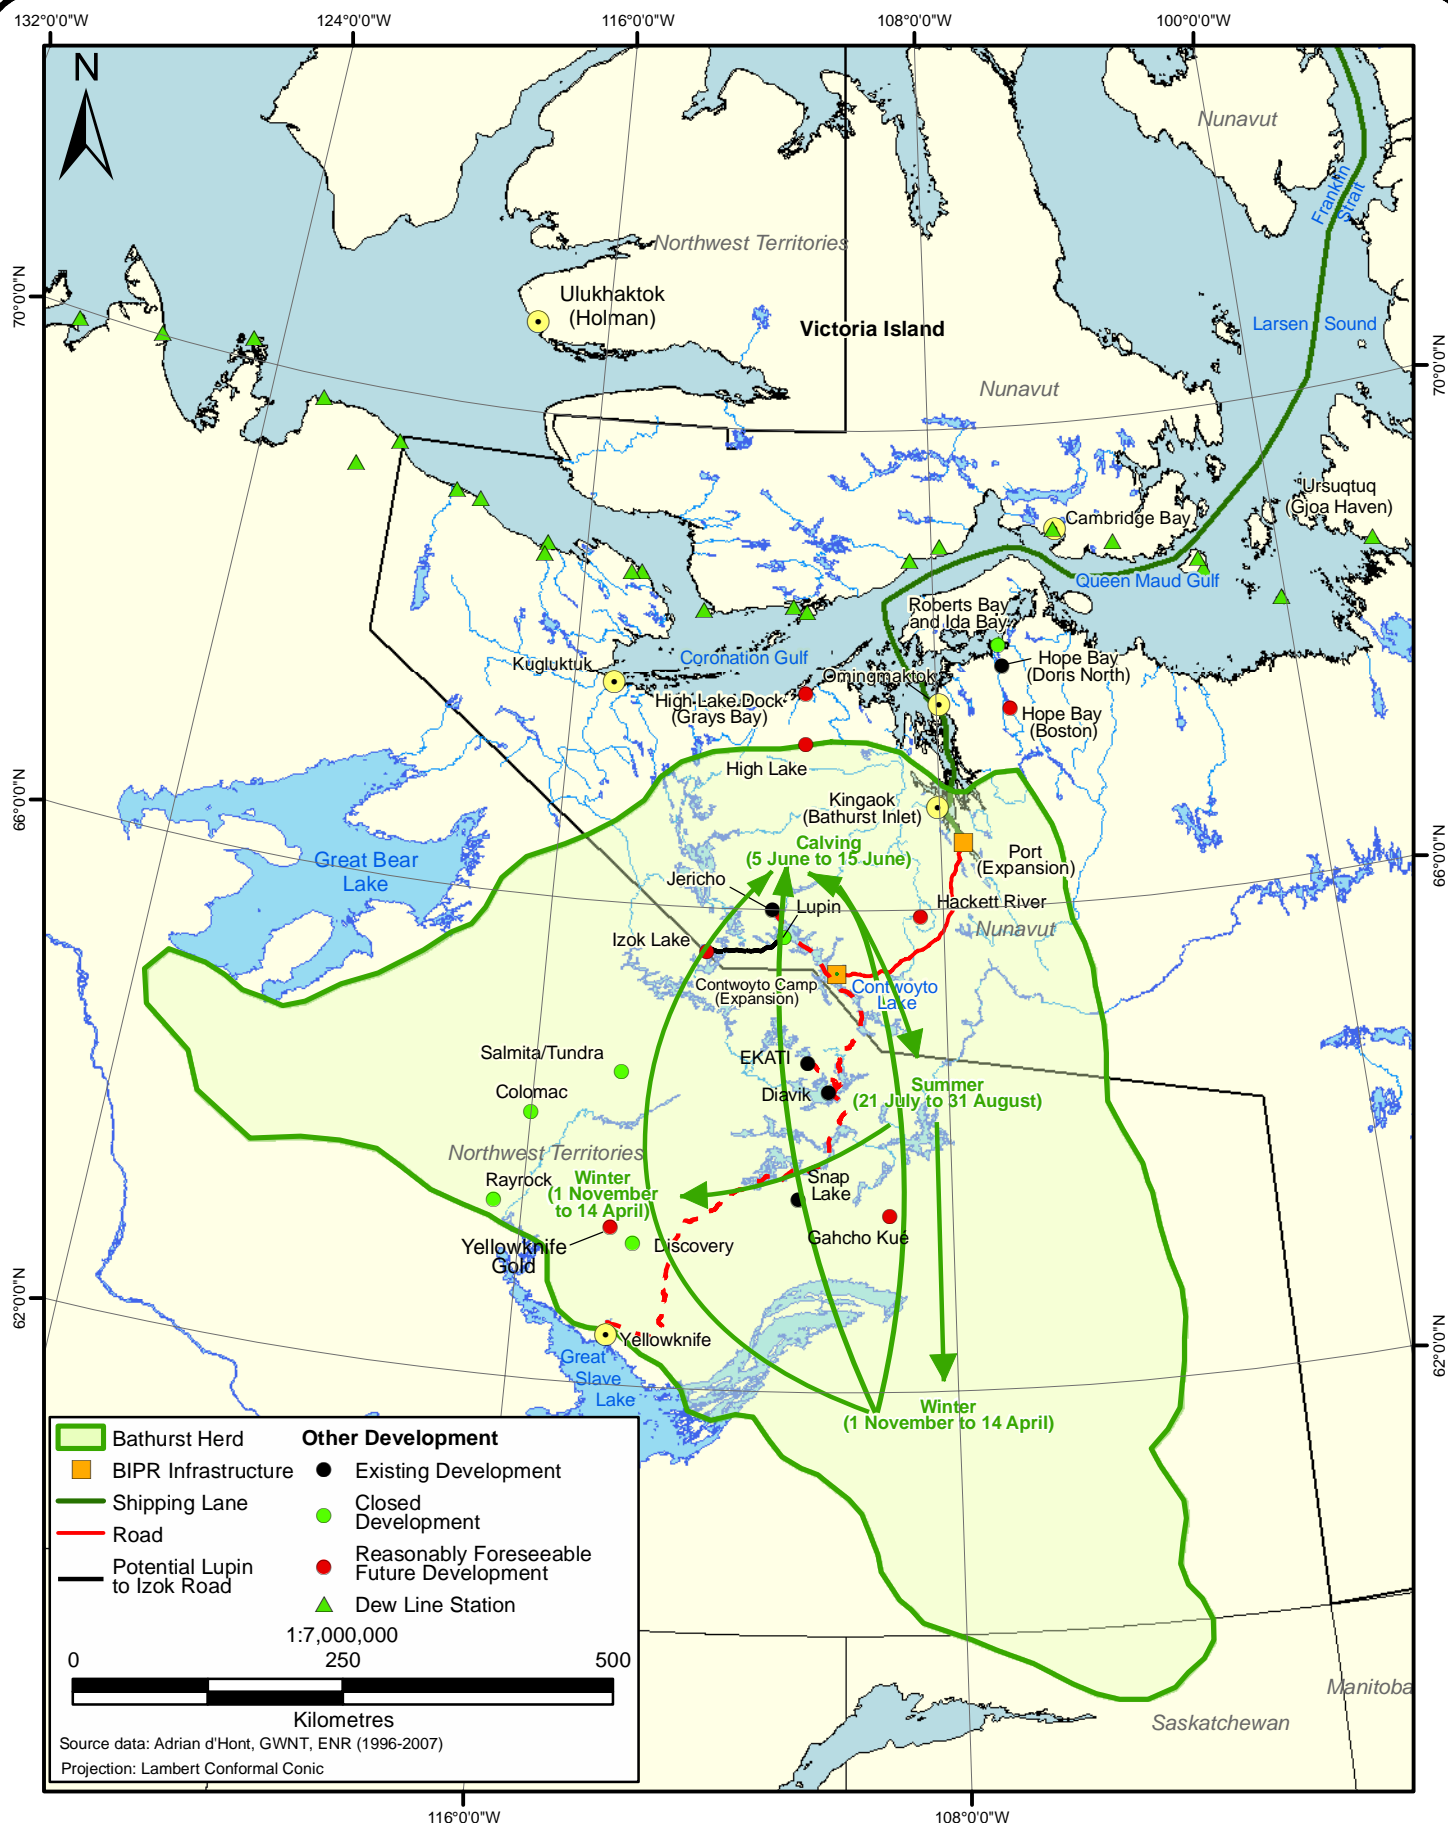 132°0'0"W
124°0'0"W
116°0'0"W
108°0'0"W
100°0'0"W
N
Nunavut
Franklin
Strait
Northwest Territories
70°0'0"N
Ulukhaktok
(Holman)
Victoria Island
Larsen Sound
70°0'0"N
Nunavut
Ursuqtuq
(Gjoa Haven)
Cambridge Bay
Queen Maud Gulf
Roberts Bay
and Ida Bay
Coronation Gulf
Kugluktuk
Hope Bay
(Doris North)
Omingmaktok
High Lake Dock
(Grays Bay)
Hope Bay
(Boston)
High Lake
66°0'0"N
Kingaok
(Bathurst Inlet)
Calving
(5 June to 15 June)
Port
(Expansion)
66°0'0"N
Great Bear
Lake
Jericho
Lupin
Hackett River
Nunavut
Izok Lake
Contwoyto Camp
(Expansion)
Contwoyto
Lake
Salmita/Tundra
EKATI
Colomac
Diavik
Summer
(21 July to 31 August)
Northwest Territories
Rayrock
Winter
(1 November
to 14 April)
Snap
Lake
Gahcho Kué
Yellowknife
Gold
Discovery
62°0'0"N
Yellowknife
62°0'0"N
Great
Slave
Lake
Winter
(1 November to 14 April)
Bathurst Herd
BIPR Infrastructure
Shipping Lane
Road
Potential Lupin
to Izok Road
Other Development
Existing Development
Closed
Development
Reasonably Foreseeable
Future Development
Dew Line Station
1:7,000,000
0 250 500
Kilometres
Source data: Adrian d'Hont, GWNT, ENR (1996-2007)
Projection: Lambert Conformal Conic
Manitoba
Saskatchewan
116°0'0"W
108°0'0"W